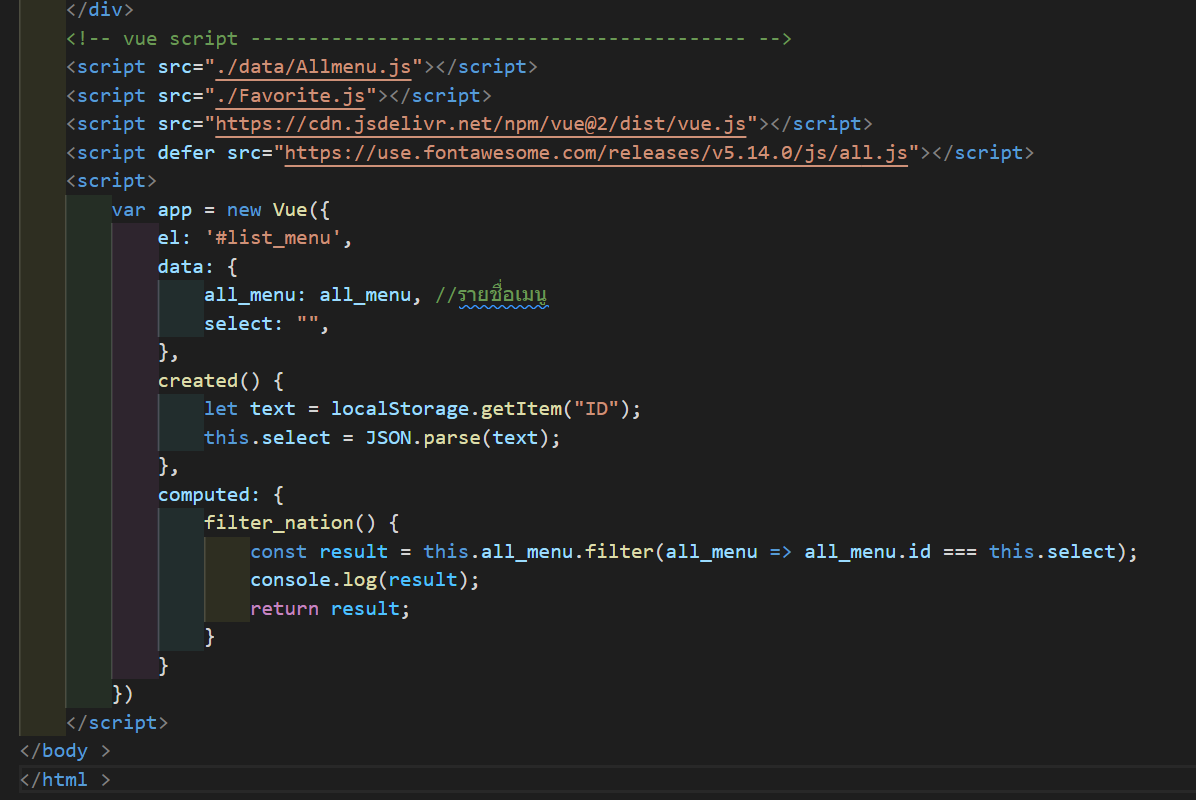 </div>
<!-- vue script ------------------------------------------- -->
<script src="./data/Allmenu.js"></script>
<script src="./Favorite.js"></script>
<script src="https://cdn.jsdelivr.net/npm/vue@2/dist/vue.js"></script>
<script defer src="https://use.fontawesome.com/releases/v5.14.0/js/all.js"></script>
<script>
var app = new Vue({
el: '#list_menu',
data: {
all_menu: all_menu, //รายชื่อเมนู
select: "",
},
created() {
let text = localStorage.getItem("ID");
this.select = JSON.parse(text);
},
computed: {
filter_nation() {
const result = this.all_menu.filter(all_menu => all_menu.id === this.select);
console.log(result);
return result;
}
}
})
</script>
</body >
</html >